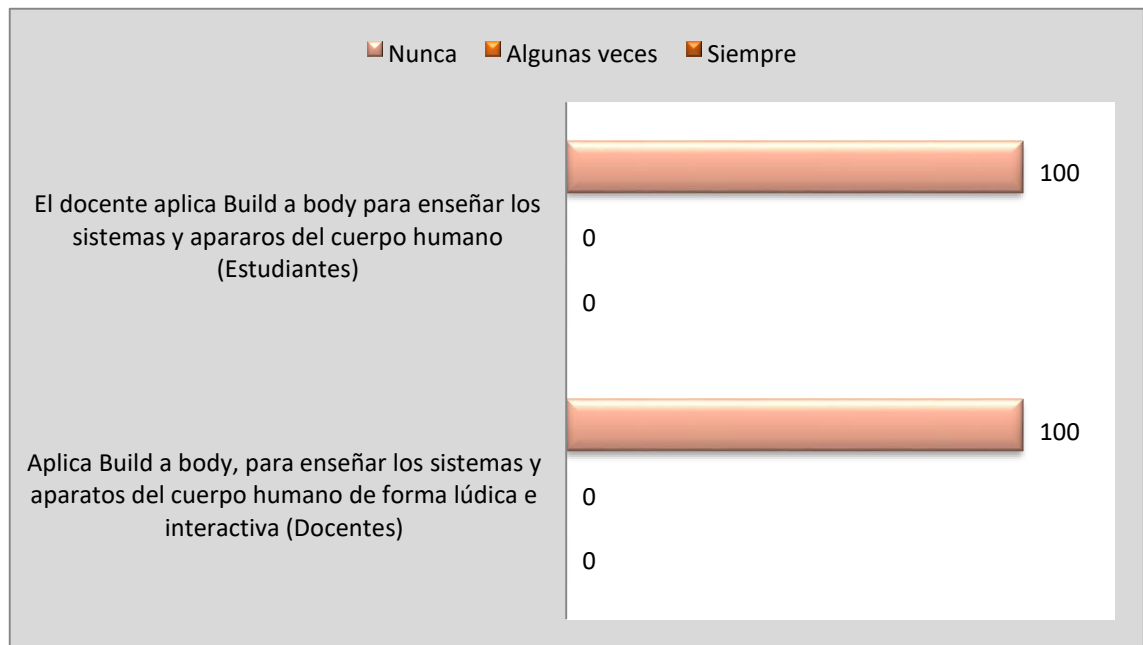 Nunca Algunas veces Siempre
El docente aplica Build a body para enseñar los
sistemas y apararos del cuerpo humano
(Estudiantes)
100
0
0
Aplica Build a body, para enseñar los sistemas y
aparatos del cuerpo humano de forma lúdica e
interactiva (Docentes)
100
0
0